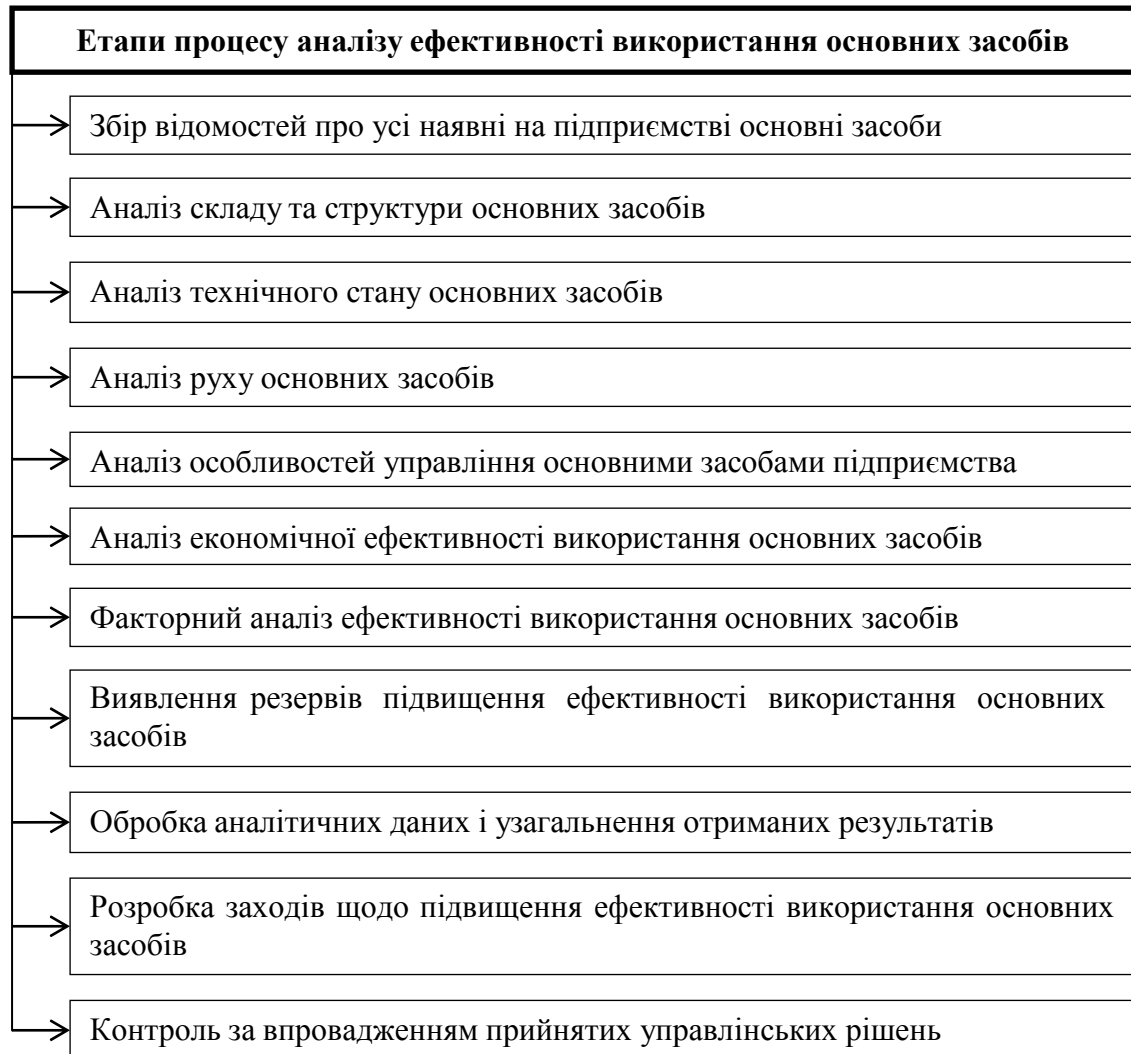 Етапи процесу аналізу ефективності використання основних засобів
Збір відомостей про усі наявні на підприємстві основні засоби
Аналіз складу та структури основних засобів
Аналіз технічного стану основних засобів
Аналіз руху основних засобів
Аналіз особливостей управління основними засобами підприємства
Аналіз економічної ефективності використання основних засобів
Факторний аналіз ефективності використання основних засобів
Виявлення резервів підвищення ефективності використання основних
засобів
Обробка аналітичних даних і узагальнення отриманих результатів
Розробка заходів щодо підвищення ефективності використання основних
засобів
Контроль за впровадженням прийнятих управлінських рішень